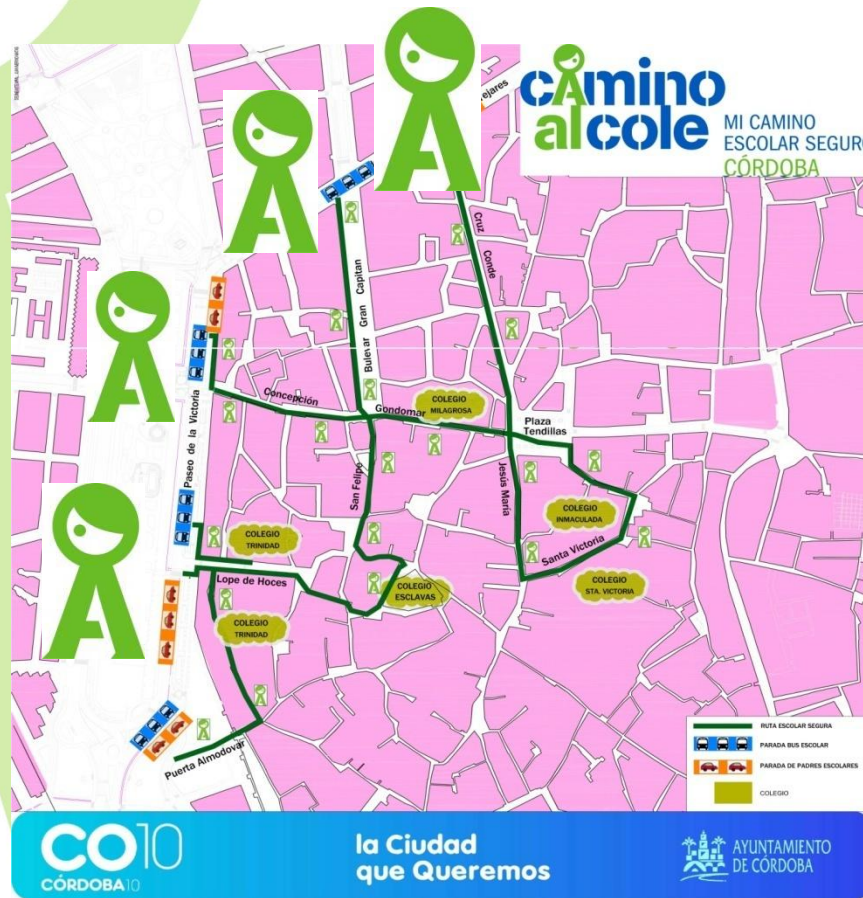 camino
al cole
MI CAMINO
ESCOLAR SEGURO
CÓRDOBA
ejares
Cruz
Conde
Bulevar Gran Capitan
Paseo de la Victoria
Concepción
Gondomar
COLEGIO
MILAGROSA
Plaza
Tendillas
San Felipe
Jesús María
COLEGIO
INMACULADA
COLEGIO
TRINIDAD
Santa Victoria
Lope de Hoces
COLEGIO
ESCLAVAS
COLEGIO
STA. VICTORIA
COLEGIO
TRINIDAD
Puerta Almodovar
RUTA ESCOLAR SEGURA
PARADA BUS ESCOLAR
PARADA DE PADRES ESCOLARES
COLEGIO
CO10
CÓRDOBA10
la Ciudad
que Queremos
AYUNTAMIENTO
DE CÓRDOBA